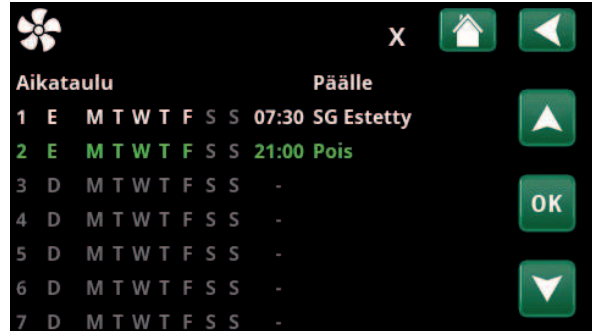 X
Aikataulu Päälle
1 E M T W T F S S 07:30 SG Estetty
2 E M T W T F S S 21:00 Pois
3 D M T W T F S S -
4 D M T W T F S S -
OK
5 D M T W T F S S -
6 D M T W T F S S -
7 D M T W T F S S -